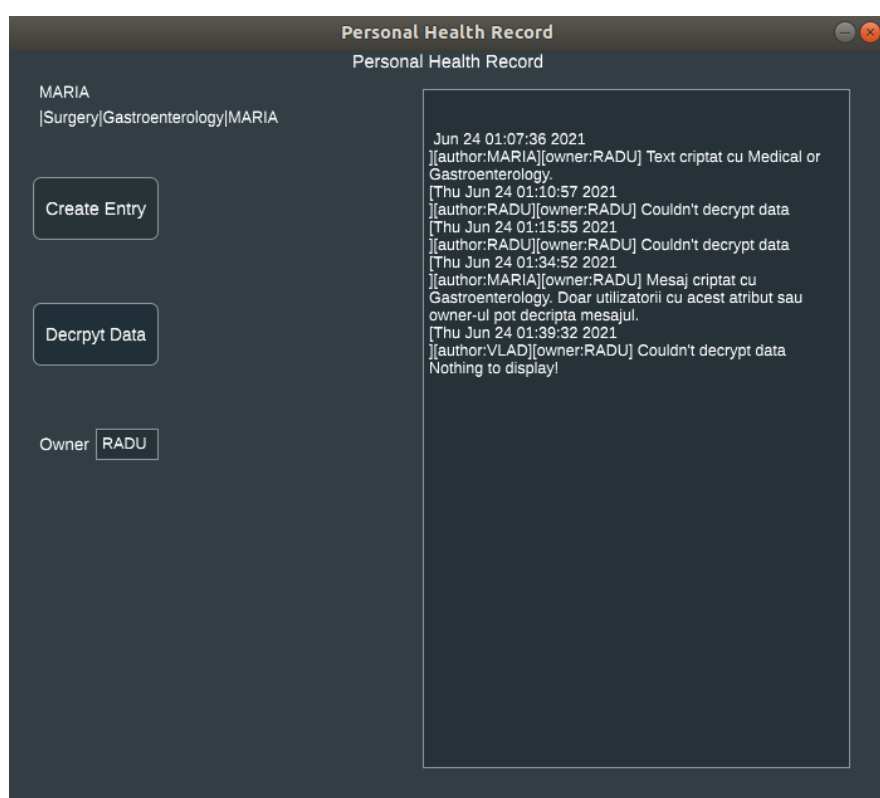 Personal Health Record
Personal Health Record
MARIA
|Surgery|Gastroenterology|MARIA
Create Entry
Decrpyt Data
Owner RADU
Jun 24 01:07:36 2021
][author:MARIA][owner:RADU] Text criptat cu Medical or
Gastroenterology.
[Thu Jun 24 01:10:57 2021
][author:RADU][owner:RADU] Couldn't decrypt data
[Thu Jun 24 01:15:55 2021
][author:RADU][owner:RADU] Couldn't decrypt data
[Thu Jun 24 01:34:52 2021
][author:MARIA][owner:RADU] Mesaj criptat cu
Gastroenterology. Doar utilizatorii cu acest atribut sau
owner-ul pot decripta mesajul.
[Thu Jun 24 01:39:32 2021
][author:VLAD][owner:RADU] Couldn't decrypt data
Nothing to display!